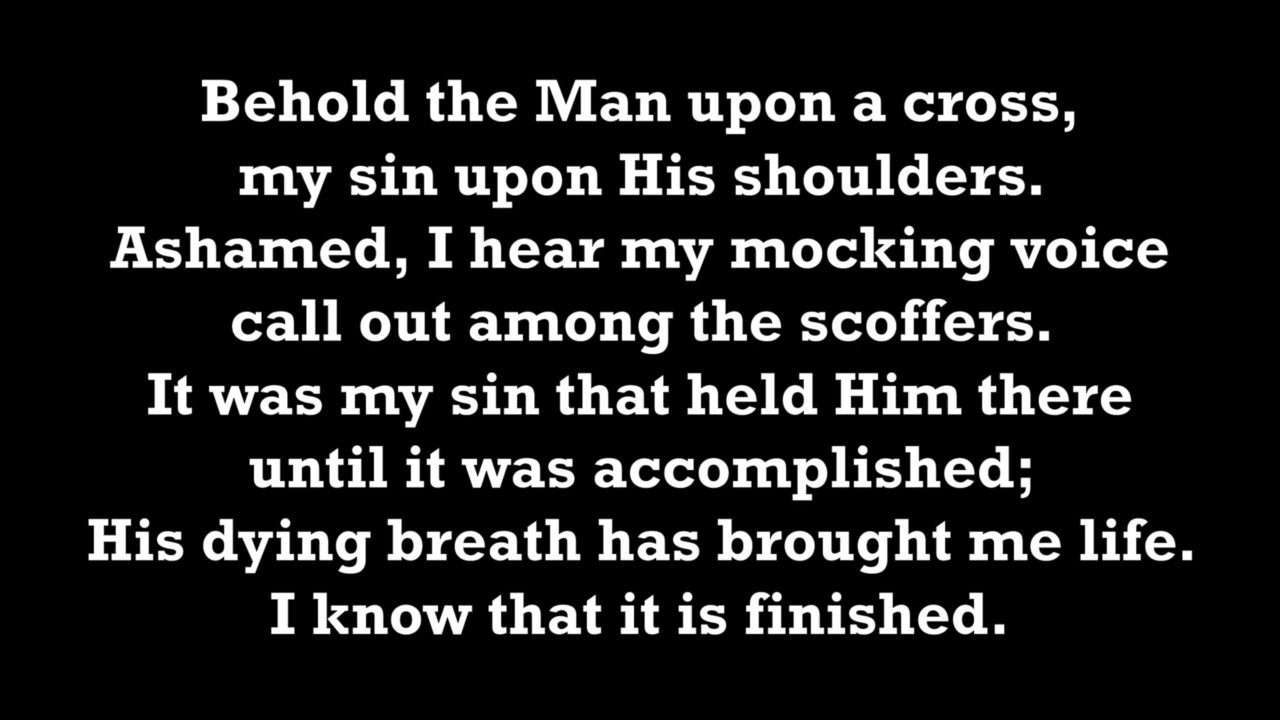 Behold the Man upon a cross,
my sin upon His shoulders.
Ashamed, I hear my mocking voice
call out among the scoffers.
It was my sin that held Him there
until it was accomplished;
His dying breath has brought me life.
I know that it is finished.